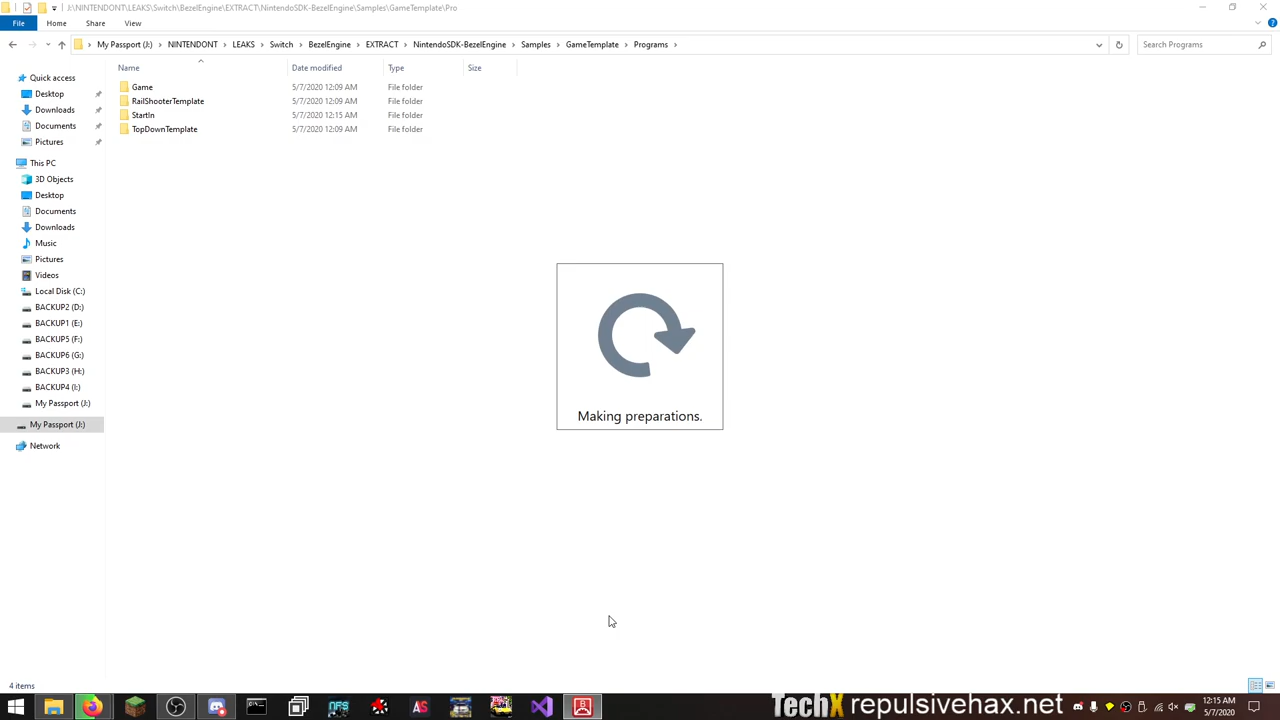 J:\NINTENDONT\LEAKS\Switch\BezelEngine\EXTRACT\NintendoSDK-BezelEngine\Samples\GameTemplate\Pro
File Home Share View
My Passport (J:) NINTENDONT LEAKS Switch BezelEngine EXTRACT NintendoSDK-BezelEngine Samples GameTemplate Programs Search Programs
Name Date modified Type Size
Quick access
Desktop
Downloads
Documents
Pictures
This PC
3D Objects
Desktop
Documents
Downloads
Music
Pictures
Videos
Local Disk (C:)
BACKUP2 (D:)
BACKUP1 (E:)
BACKUP5 (F:)
BACKUP6 (G:)
BACKUP3 (H:)
BACKUP4 (I:)
My Passport (J:)
My Passport (J:)
Network
Game 5/7/2020 12:09 AM File folder
RailShooterTemplate 5/7/2020 12:09 AM File folder
StartIn 5/7/2020 12:15 AM File folder
TopDownTemplate 5/7/2020 12:09 AM File folder
Making preparations.
4 items
NFS
AS
TechX repulsivehax.net
12:15 AM
5/7/2020